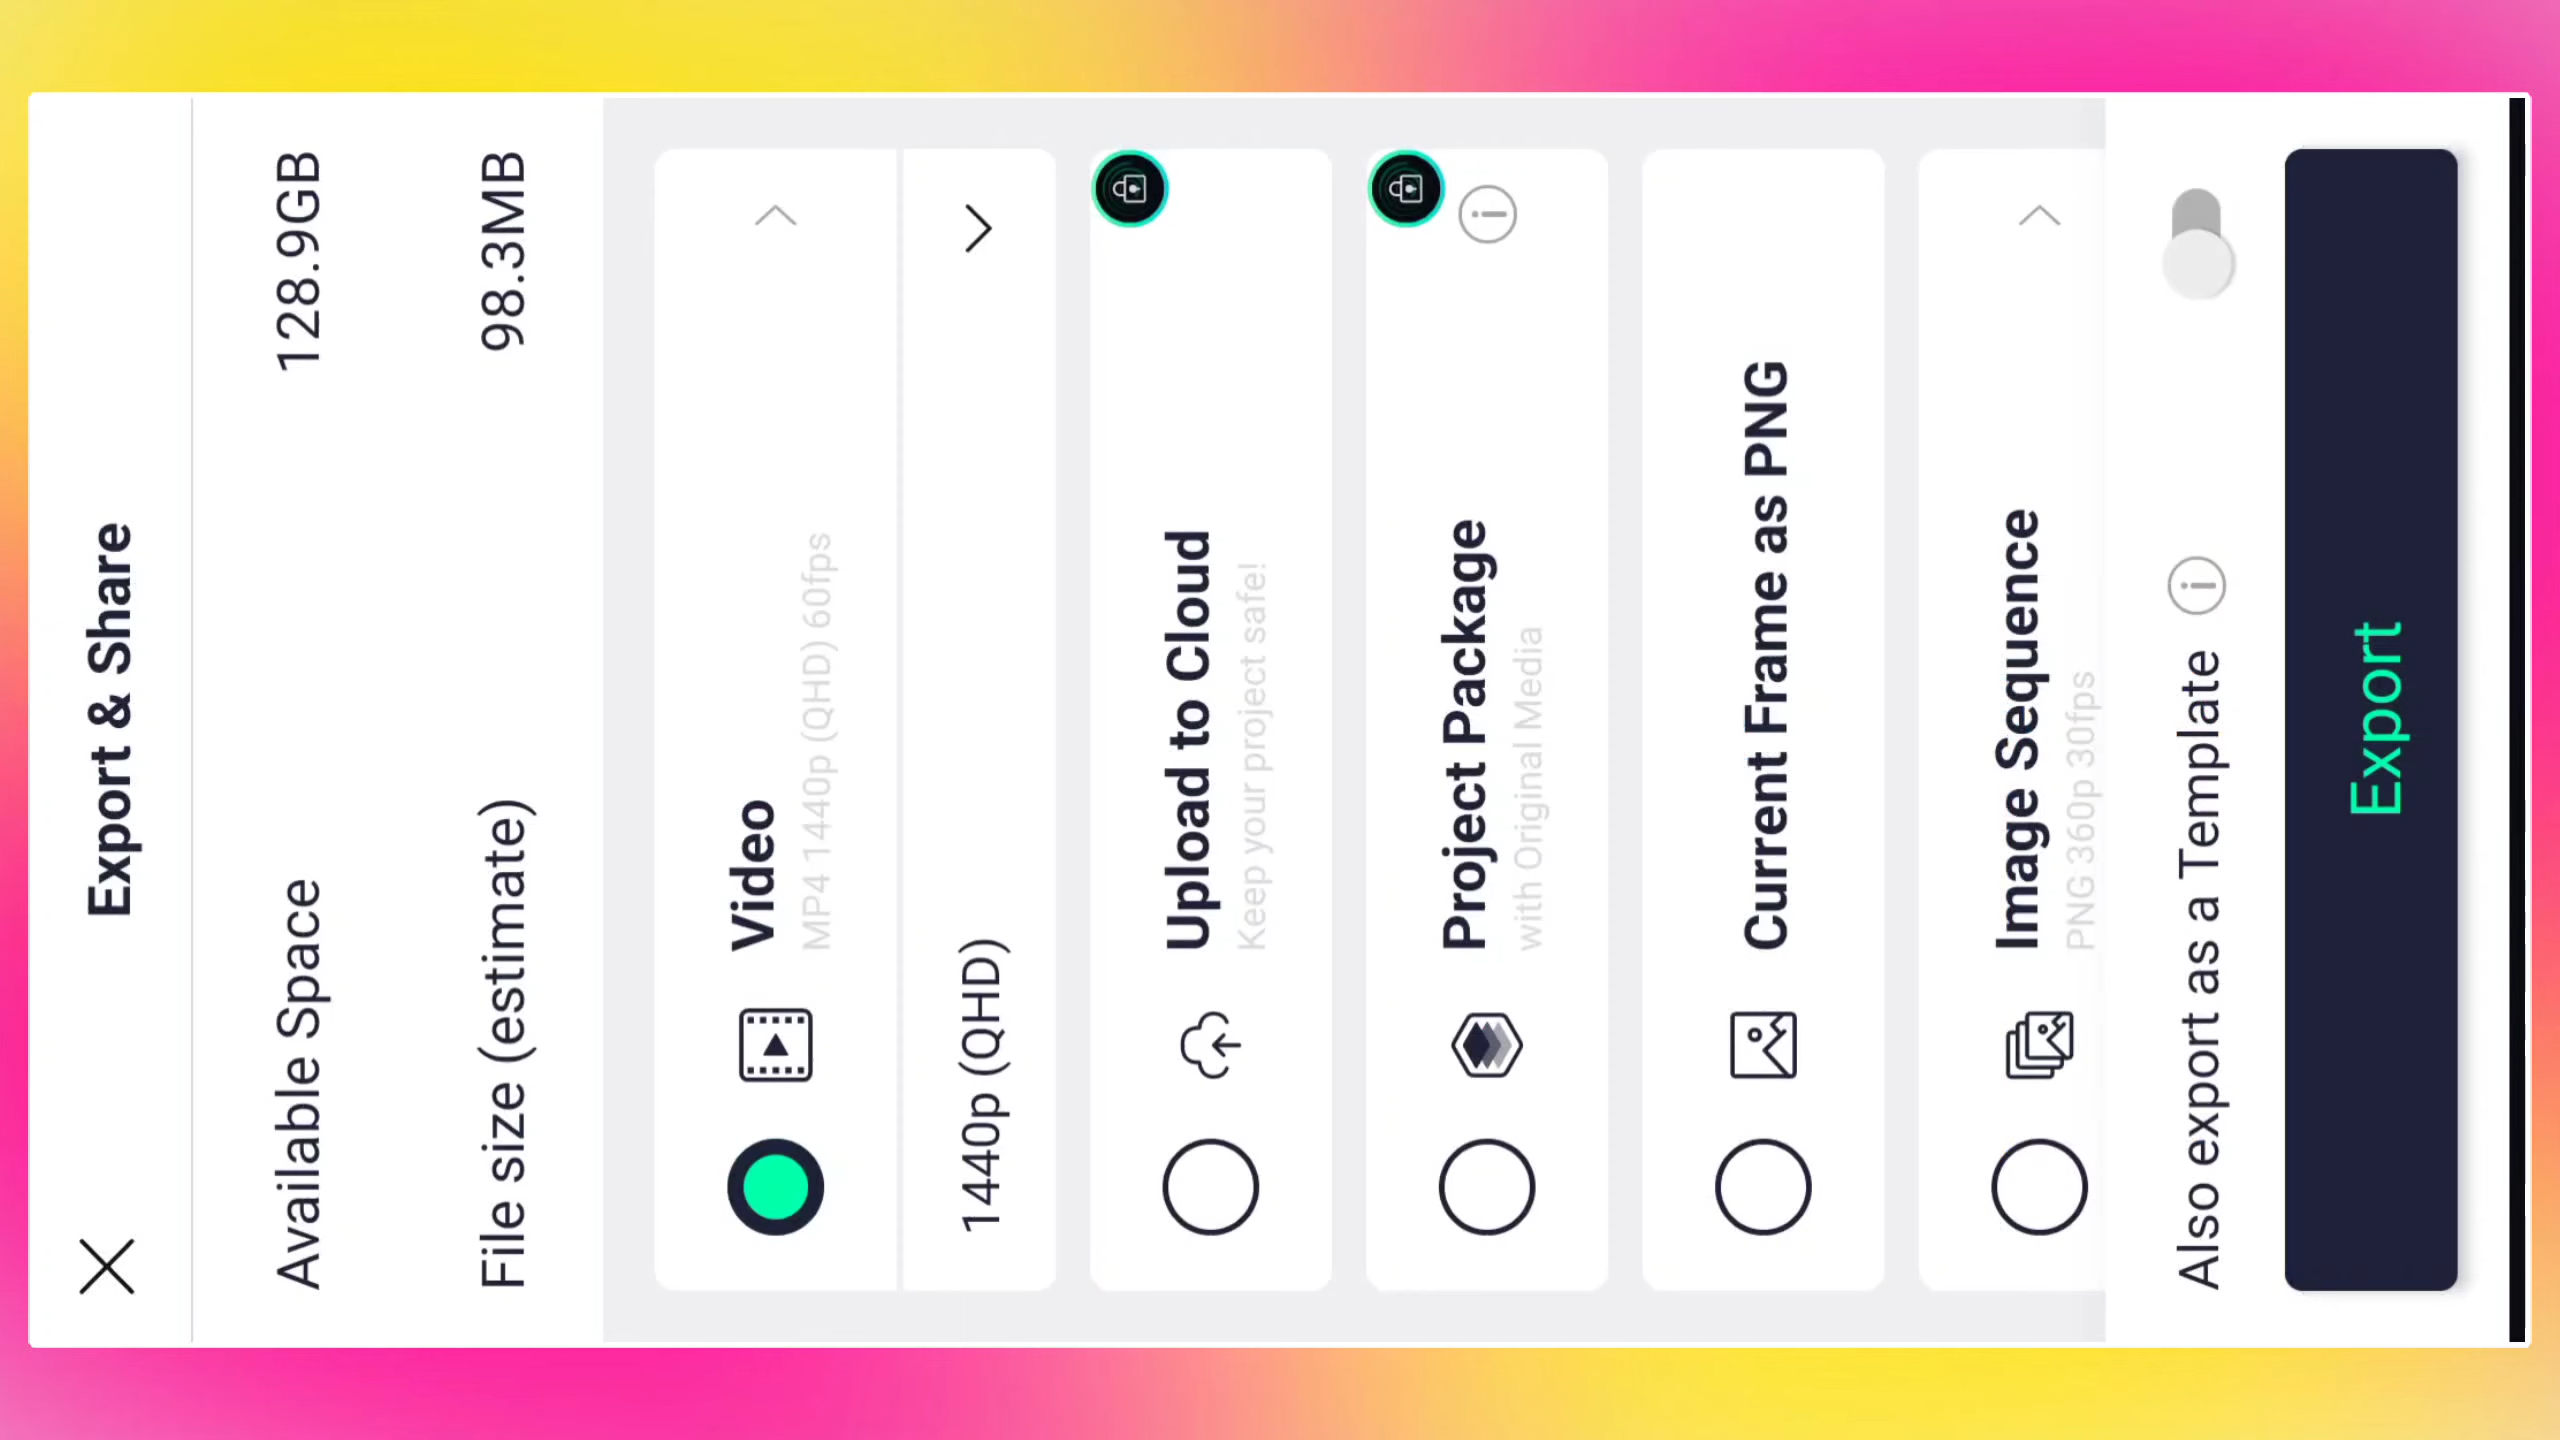 Export & Share
Available Space 128.9GB
File size (estimate) 98.3MB
Video
MP4 1440p (QHD) 60fps
1440p (QHD)
Upload to Cloud
Keep your project safe!
Project Package
with Original Media
Current Frame as PNG
Image Sequence
PNG 360p 30fps
Also export as a Template
Export